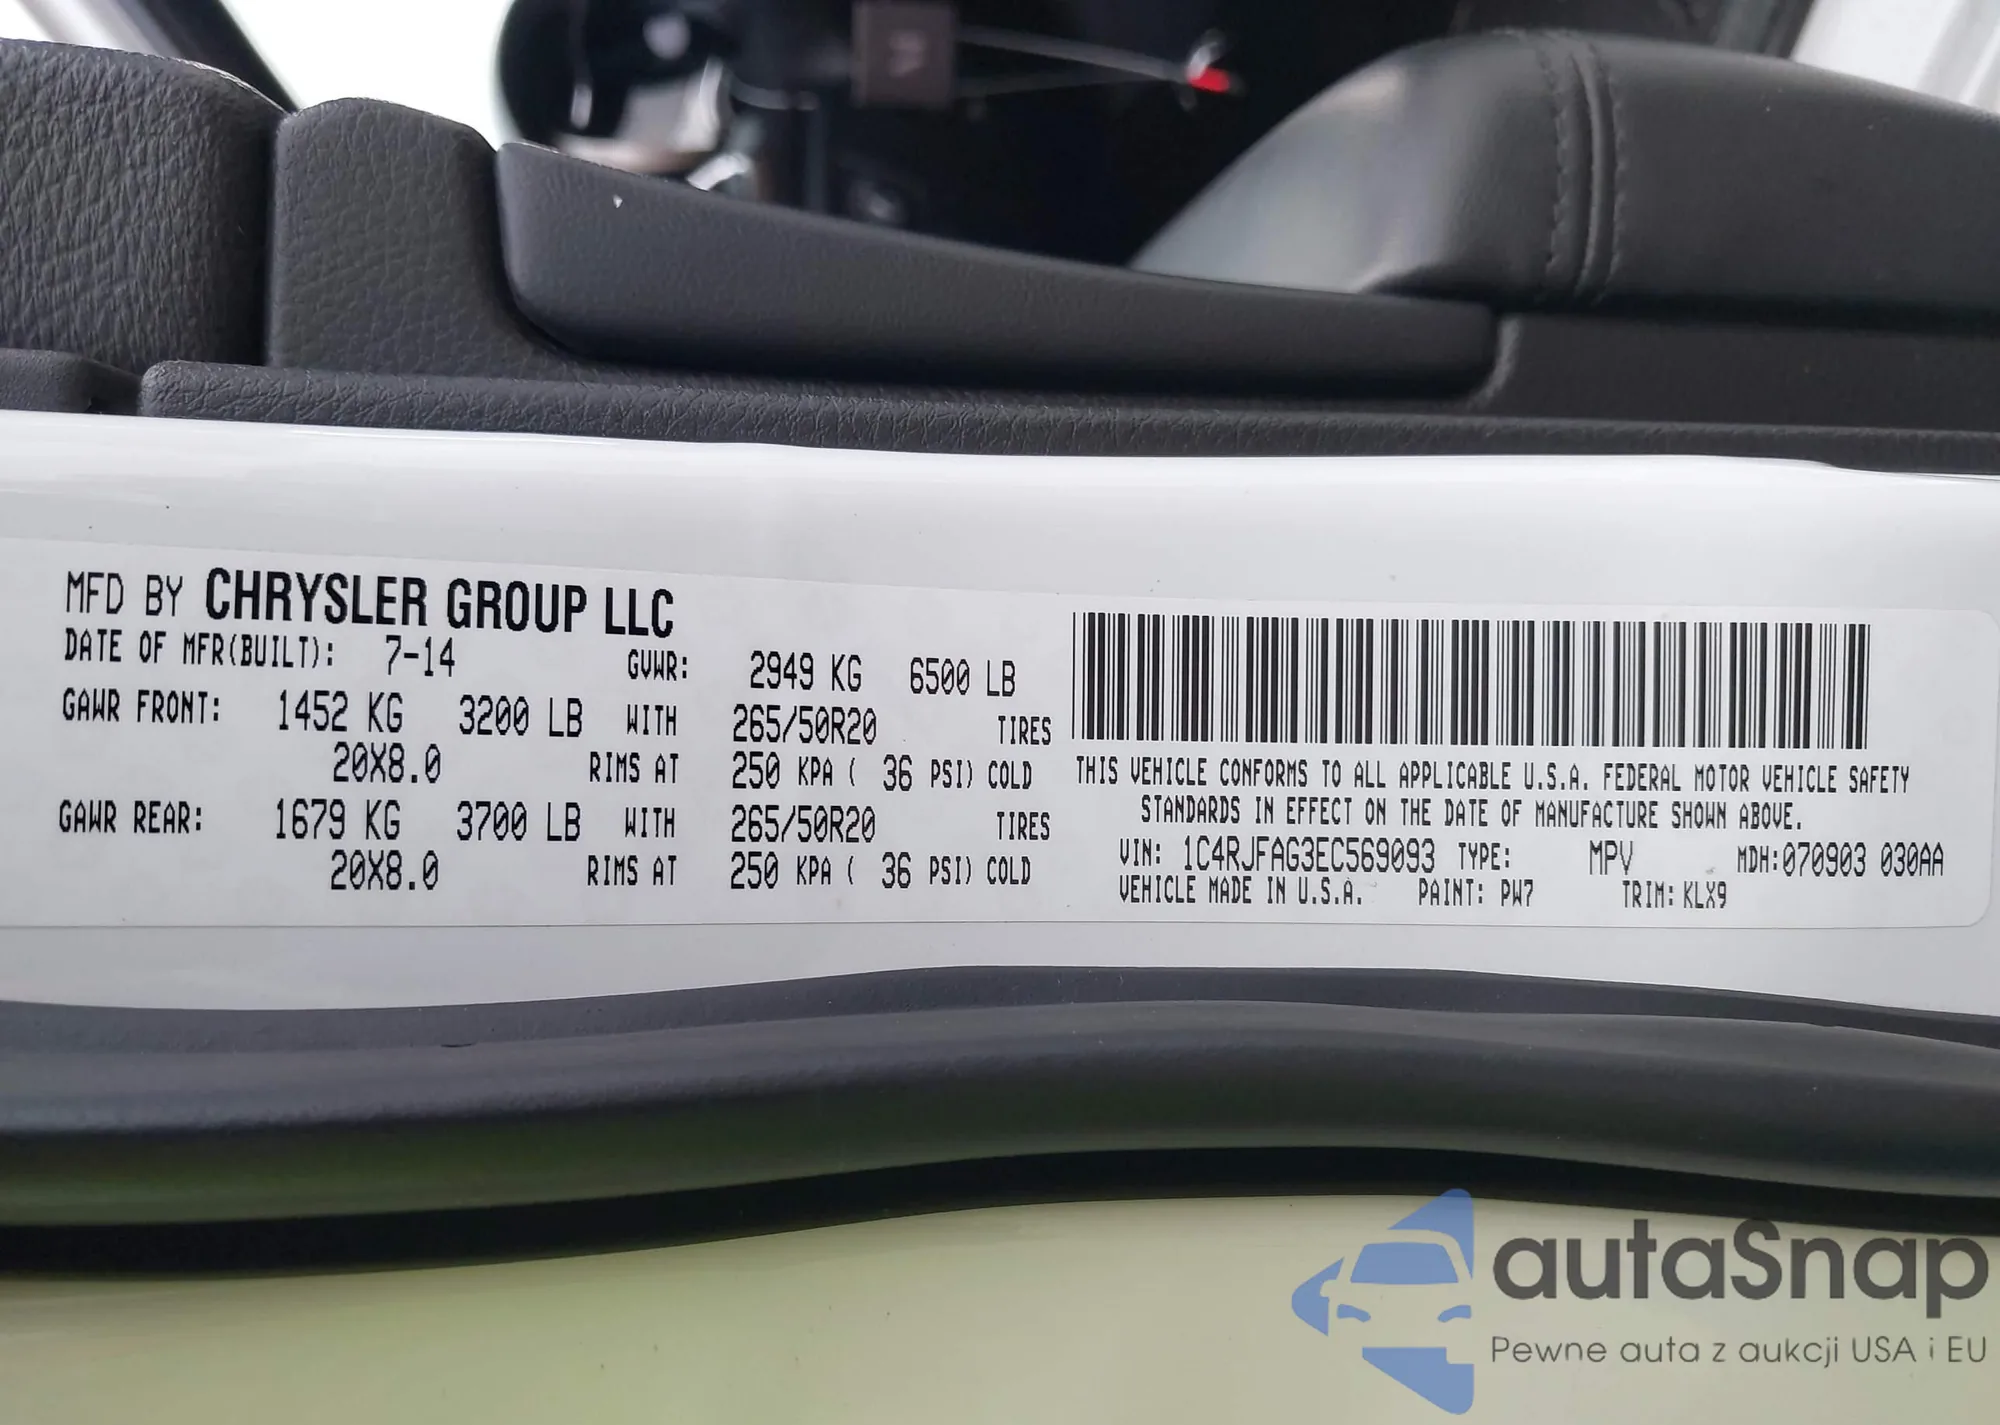 MFD BY CHRYSLER GROUP LLC
DATE OF MFR(BUILT): 7-14 GVWR: 2949 KG 6500 LB
GAWR FRONT: 1452 KG 3200 LB WITH 265/50R20 TIRES
20X8.0 RIMS AT 250 KPA ( 36 PSI) COLD
GAWR REAR: 1679 KG 3700 LB WITH 265/50R20 TIRES
20X8.0 RIMS AT 250 KPA ( 36 PSI) COLD
THIS VEHICLE CONFORMS TO ALL APPLICABLE U.S.A. FEDERAL MOTOR VEHICLE SAFETY
STANDARDS IN EFFECT ON THE DATE OF MANUFACTURE SHOWN ABOVE.
VIN: 1C4RJFAG3EC569093 TYPE: MPV MDH:070903 030AA
VEHICLE MADE IN U.S.A. PAINT: PW7 TRIM: KLX9
autaSnap
Pewne auta z aukcji USA i EU